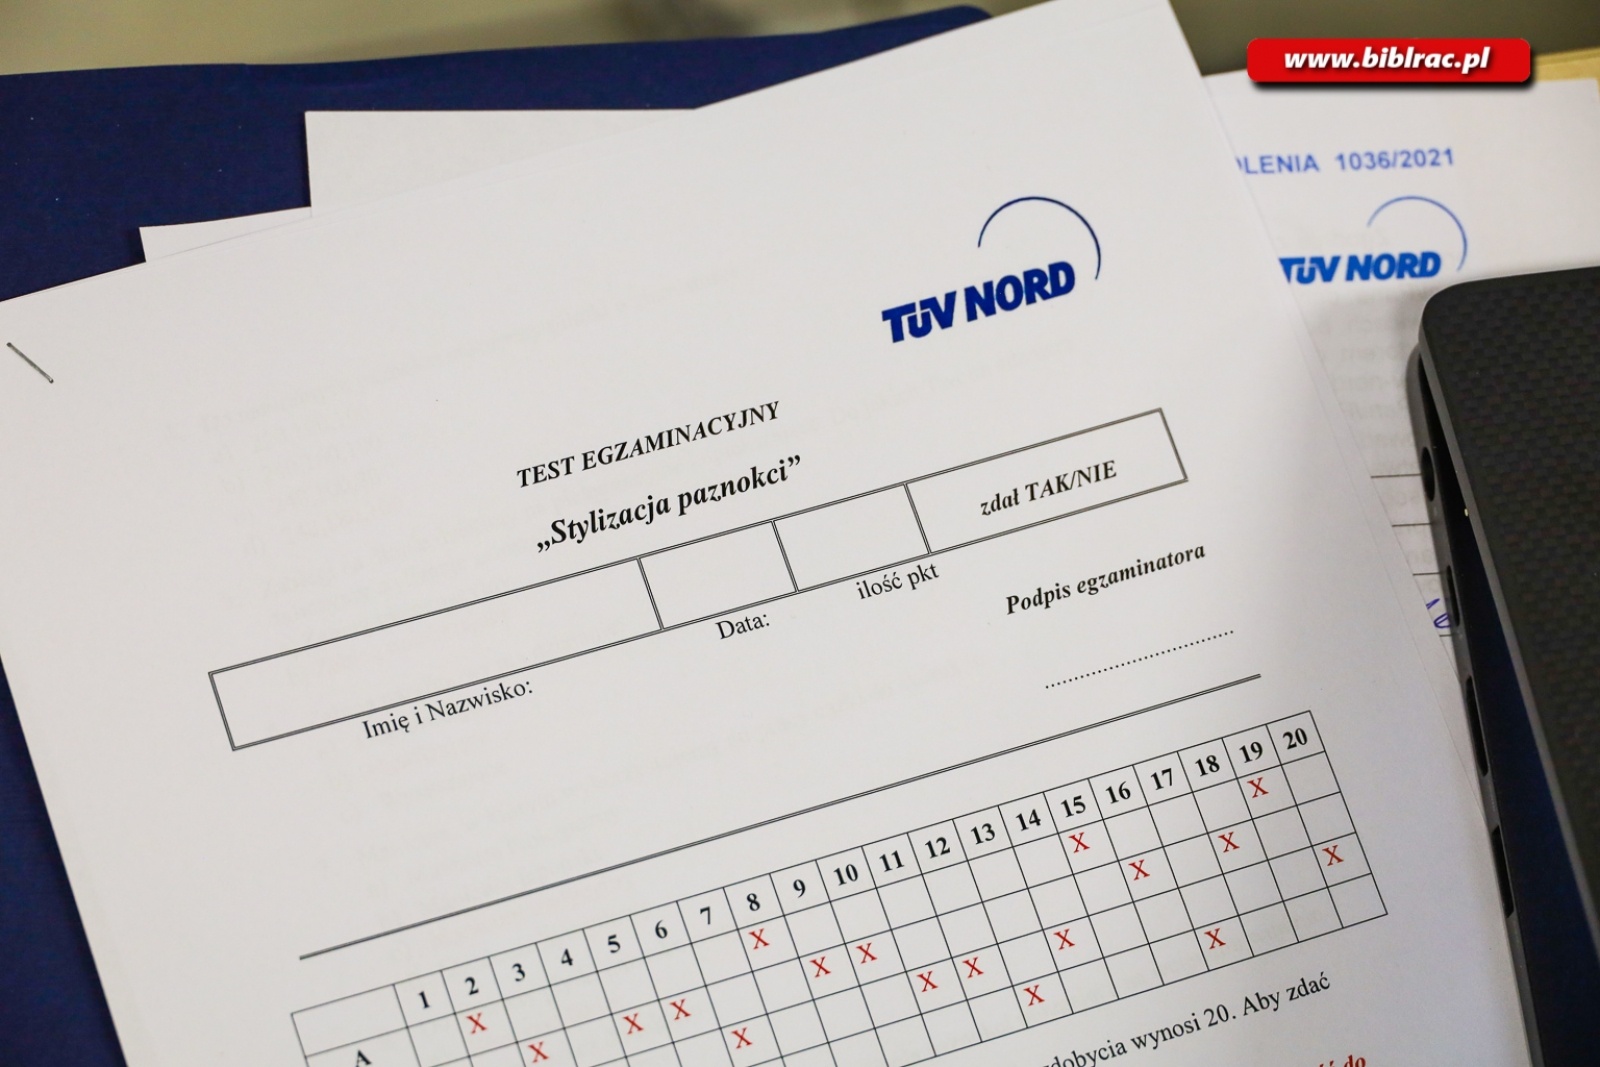 www.biblrac.pl
1036/2021
TÜV NORD
TÜV NORD
TEST EGZAMINACYJNY
„Stylizacja paznokci”
zdał TAK/NIE
Imię i Nazwisko:
Data:
ilość pkt
Podpis egzaminatora
1 2 3 4 5 6 7 8 9 10 11 12 13 14 15 16 17 18 19 20
A X X X X
X X X X X X
X X X X X
X X
wynosi 20. Aby zdać
do